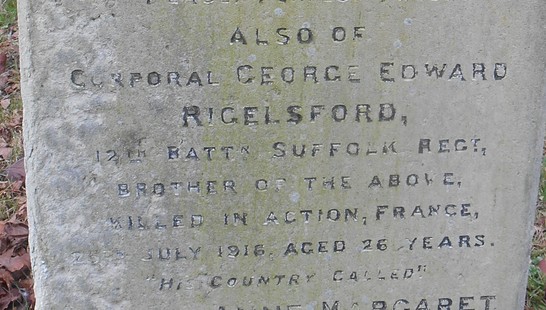 ALSO OF
CORPORAL GEORGE EDWARD
RIGELSFORD,
12TH BATTN SUFFOLK REGT,
BROTHER OF THE ABOVE,
KILLED IN ACTION, FRANCE,
JULY 1916, AGED 26 YEARS.
"HIS COUNTRY CALLED"
ANNE MARGARET